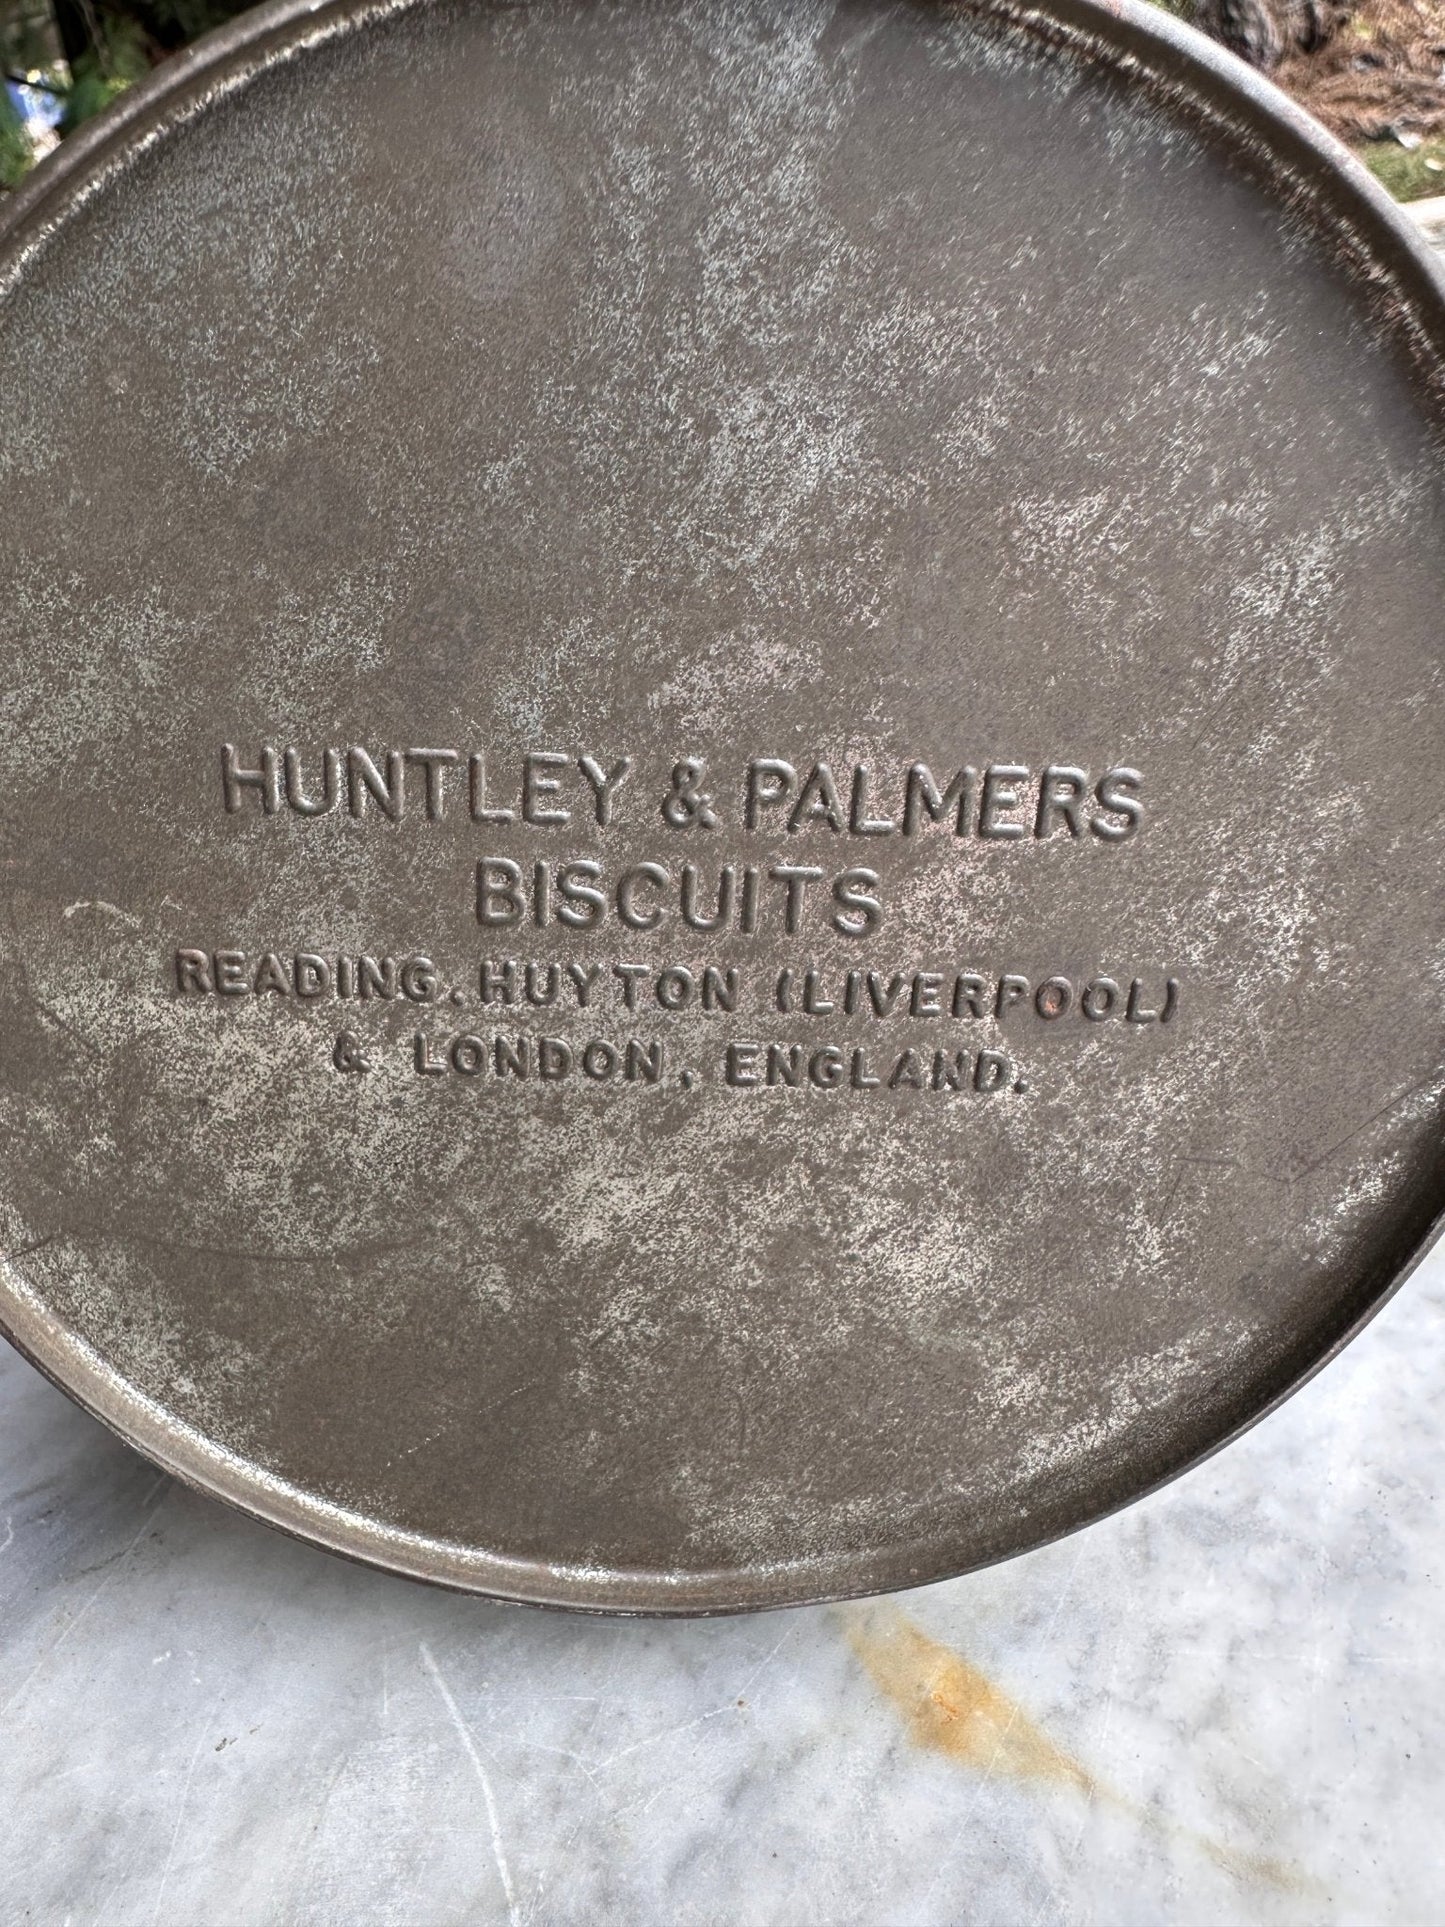 HUNTLEY & PALMERS
BISCUITS
READING. HUYTON (LIVERPOOL)
& LONDON, ENGLAND.